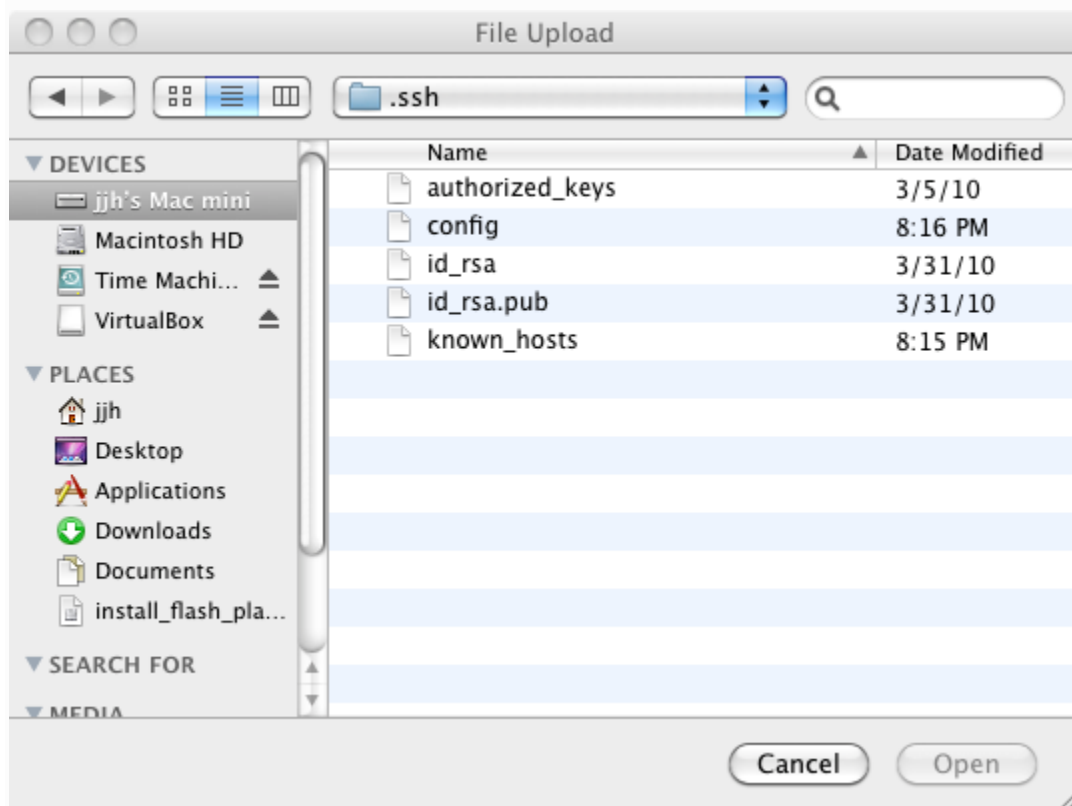 File Upload
.ssh
DEVICES
jjh's Mac mini
Macintosh HD
Time Machi...
VirtualBox
PLACES
jjh
Desktop
Applications
Downloads
Documents
install_flash_pla...
SEARCH FOR
MEDIA
Name Date Modified
authorized_keys 3/5/10
config 8:16 PM
id_rsa 3/31/10
id_rsa.pub 3/31/10
known_hosts 8:15 PM
Cancel Open